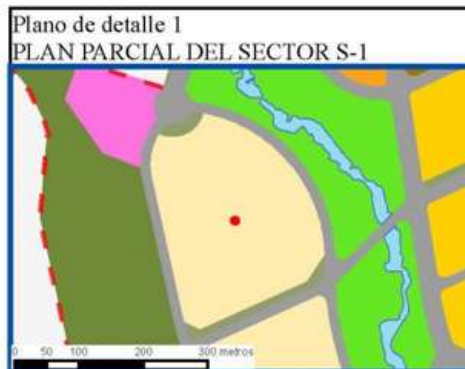 Plano de detalle 1
PLAN PARCIAL DEL SECTOR S-1
0 50 100 200 300 metros